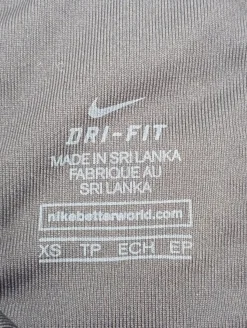 DRI-FIT
MADE IN SRI LANKA
FABRIQUE AU
SRI LANKA
nikebetterworld.com
XS TP ECH EP